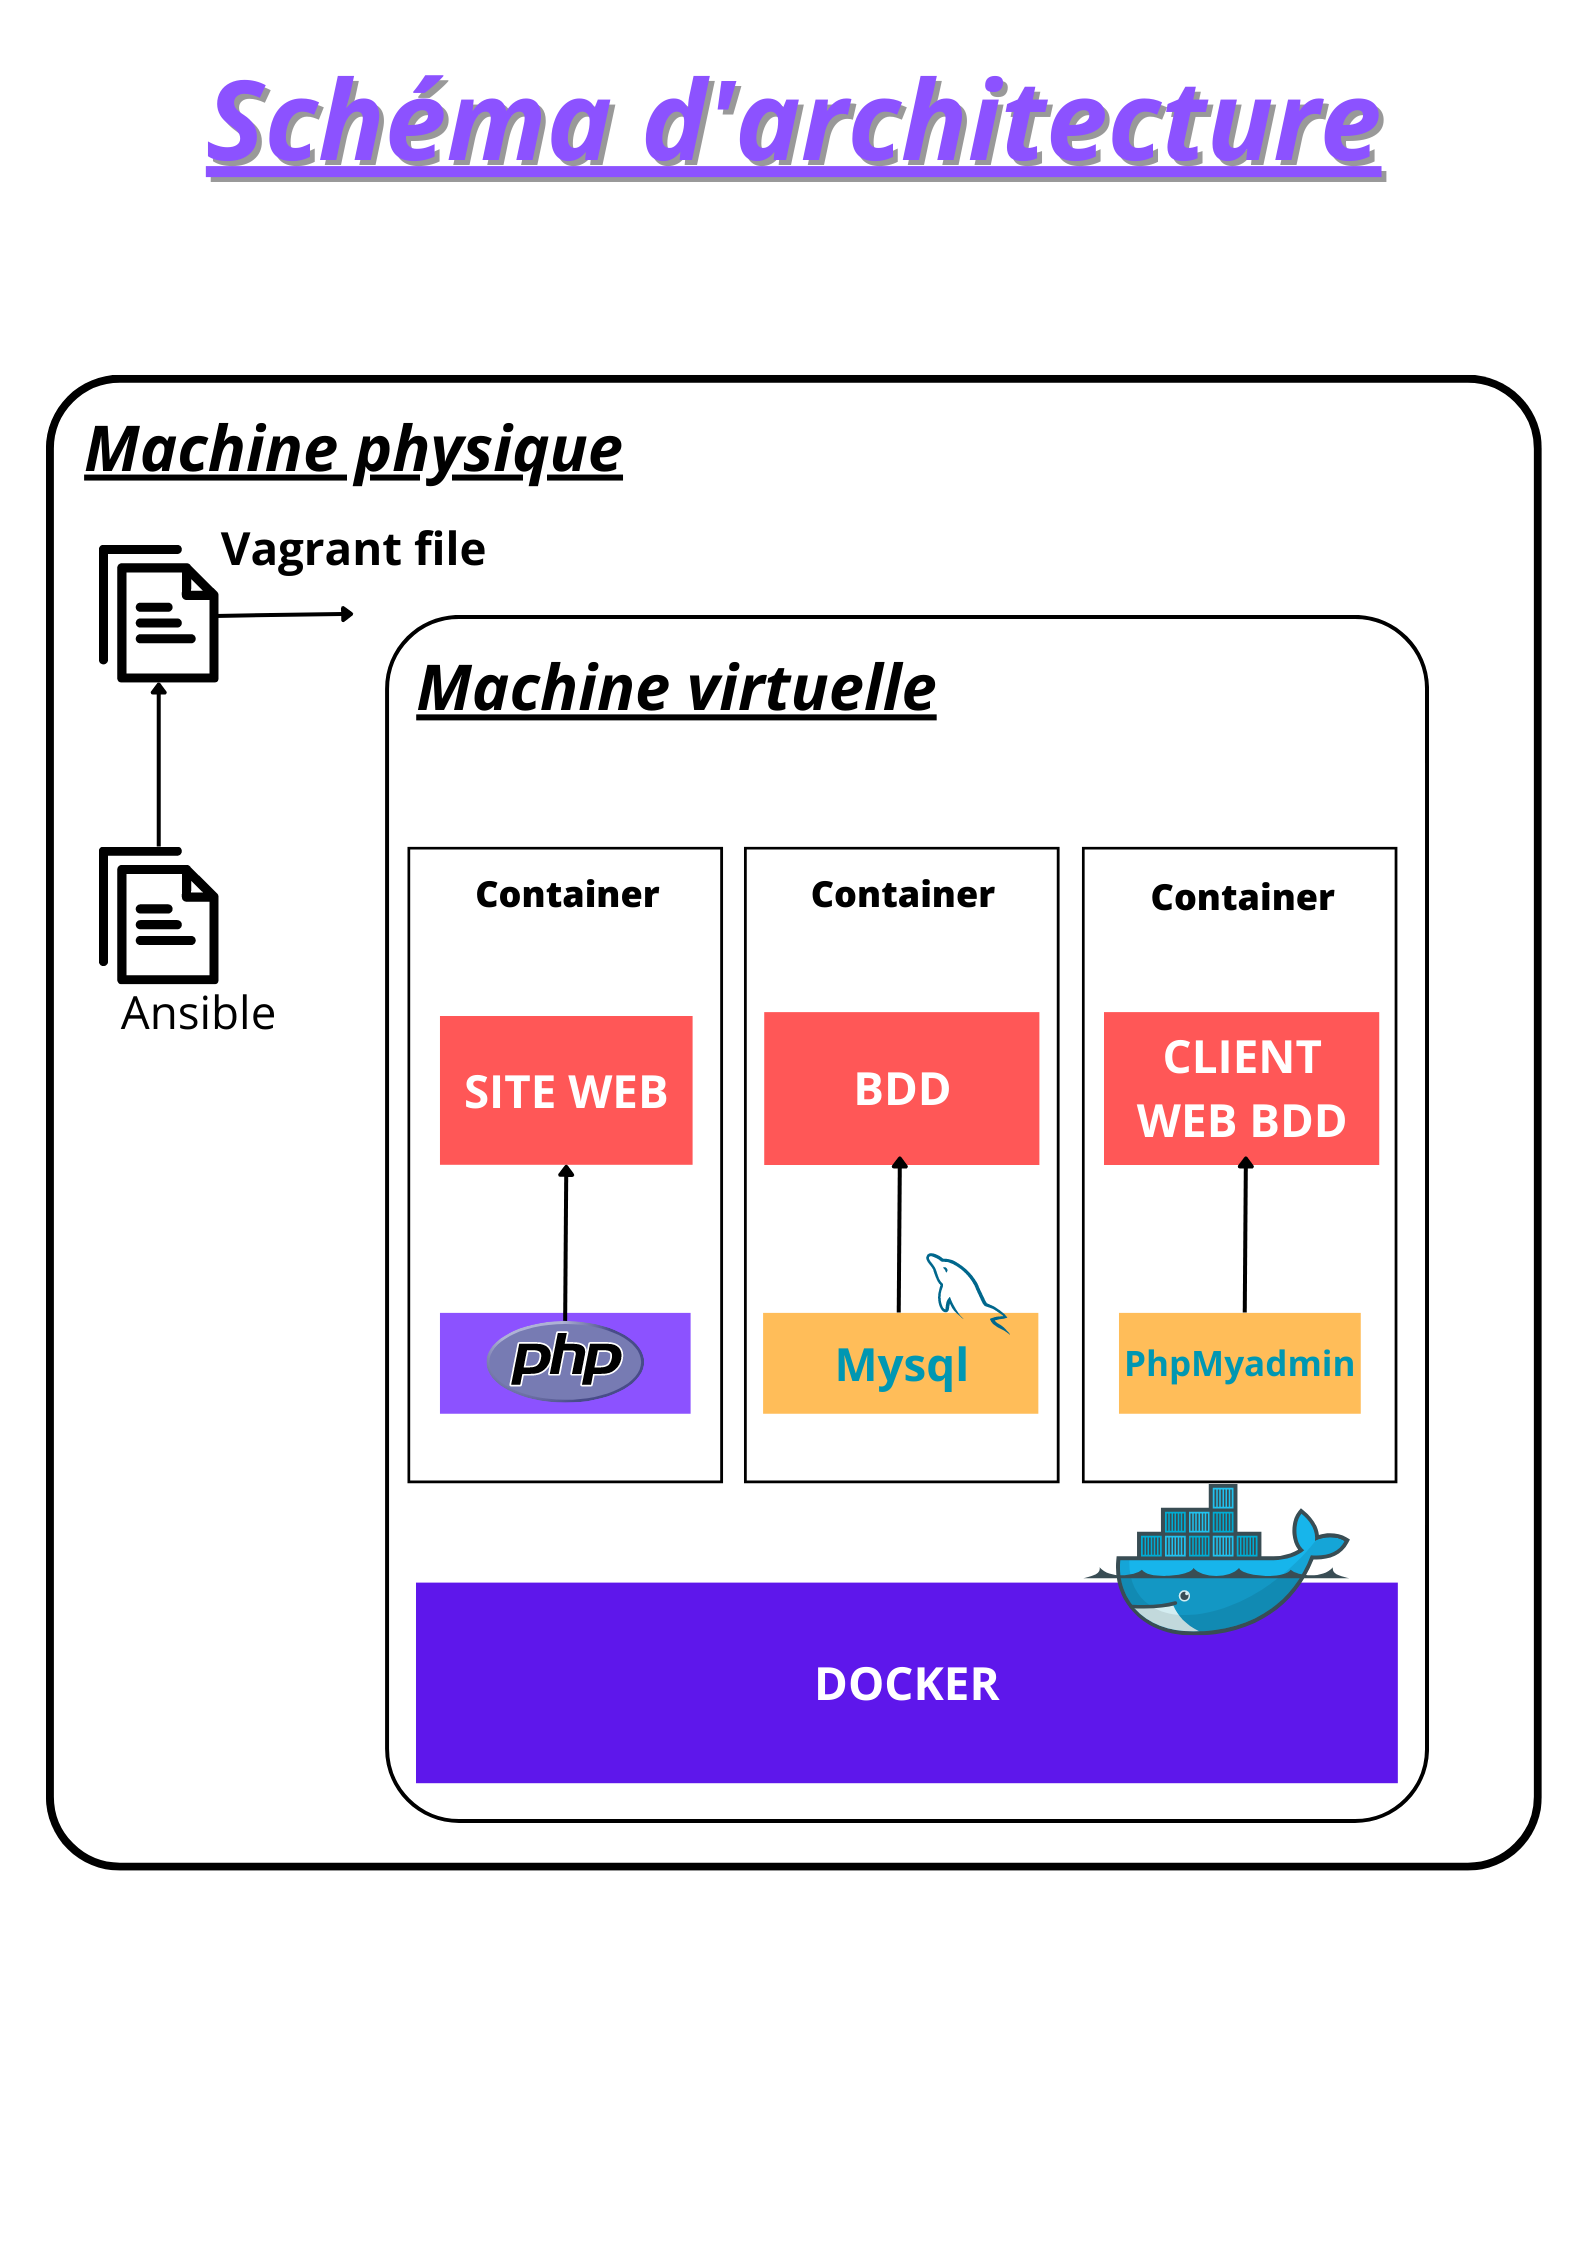 Schéma d'architecture
Machine physique
Vagrant file
Machine virtuelle
Container
Container
Container
Ansible
SITE WEB
BDD
CLIENT
WEB BDD
php
Mysql
PhpMyadmin
DOCKER